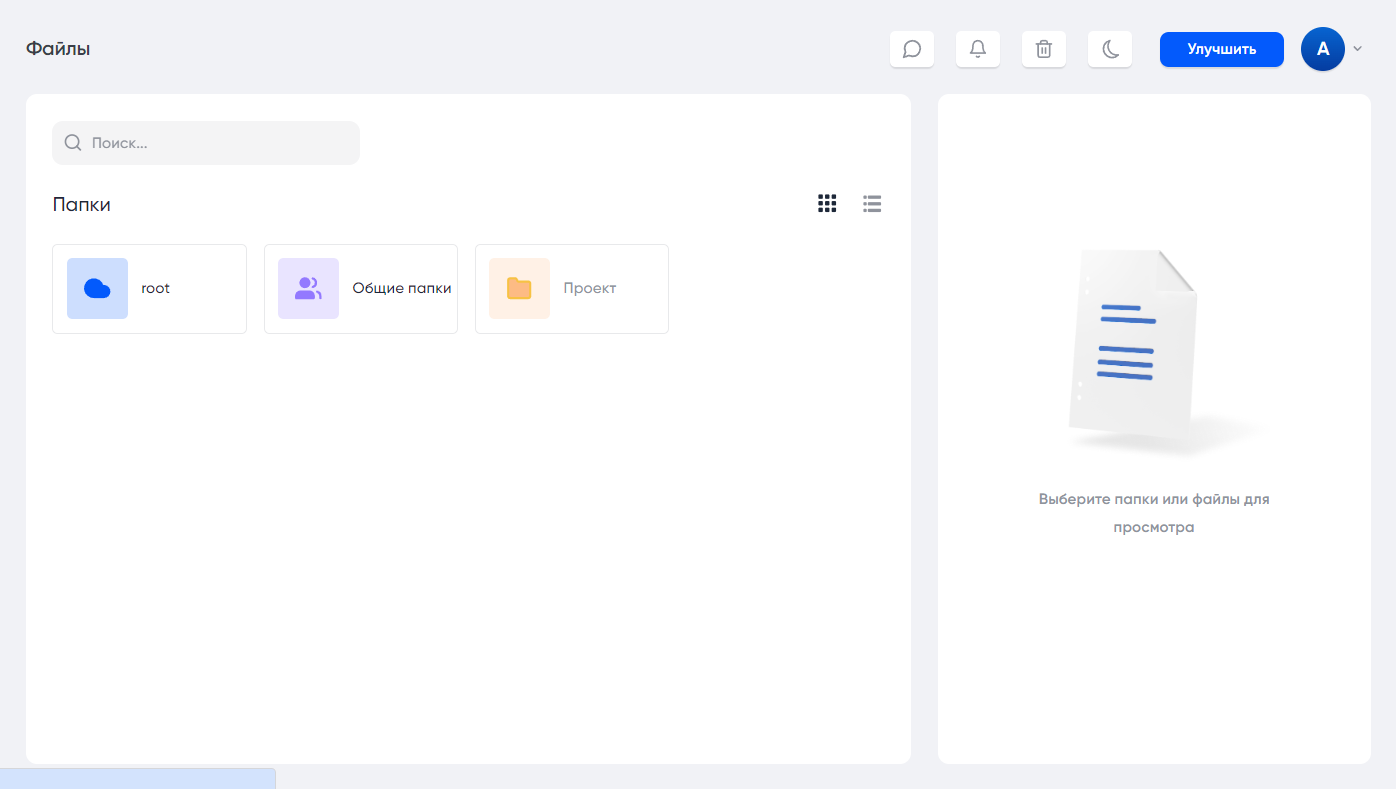 Файлы
Улучшить
A
Поиск...
Папки
root
Общие папки
Проект
Выберите папки или файлы для
просмотра